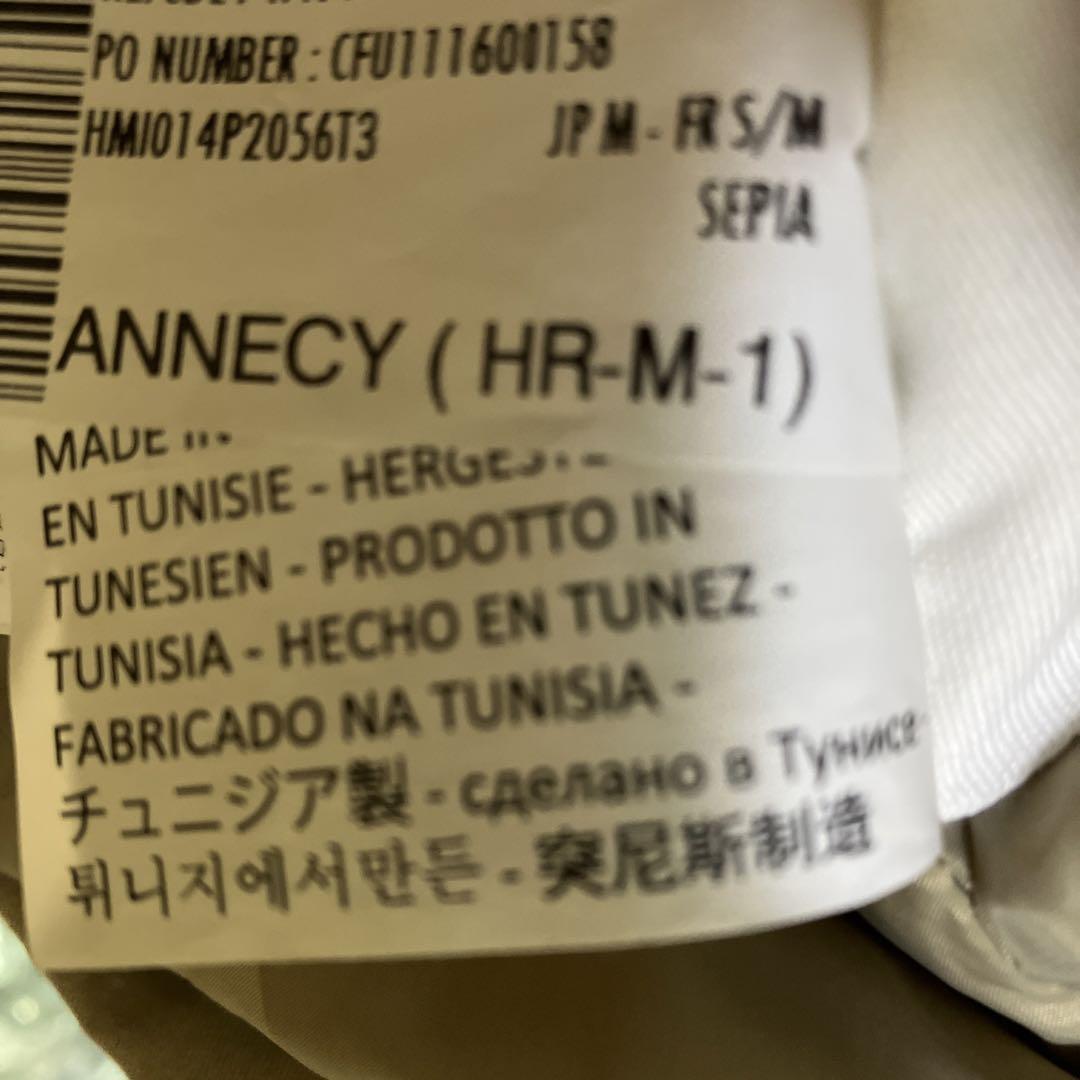 PO NUMBER : CFU111600158
HMI014P2056T3 JP M - FR S/M
SEPIA
ANNECY ( HR-M-1)
MADE
EN TUNISIE -
TUNESIEN - PRODOTTO IN
TUNISIA - HECHO EN TUNEZ -
FABRICADO NA TUNISIA -
チュニジア製 - сделано в Тунисе -
튀니지에서만든 - 突尼斯制造